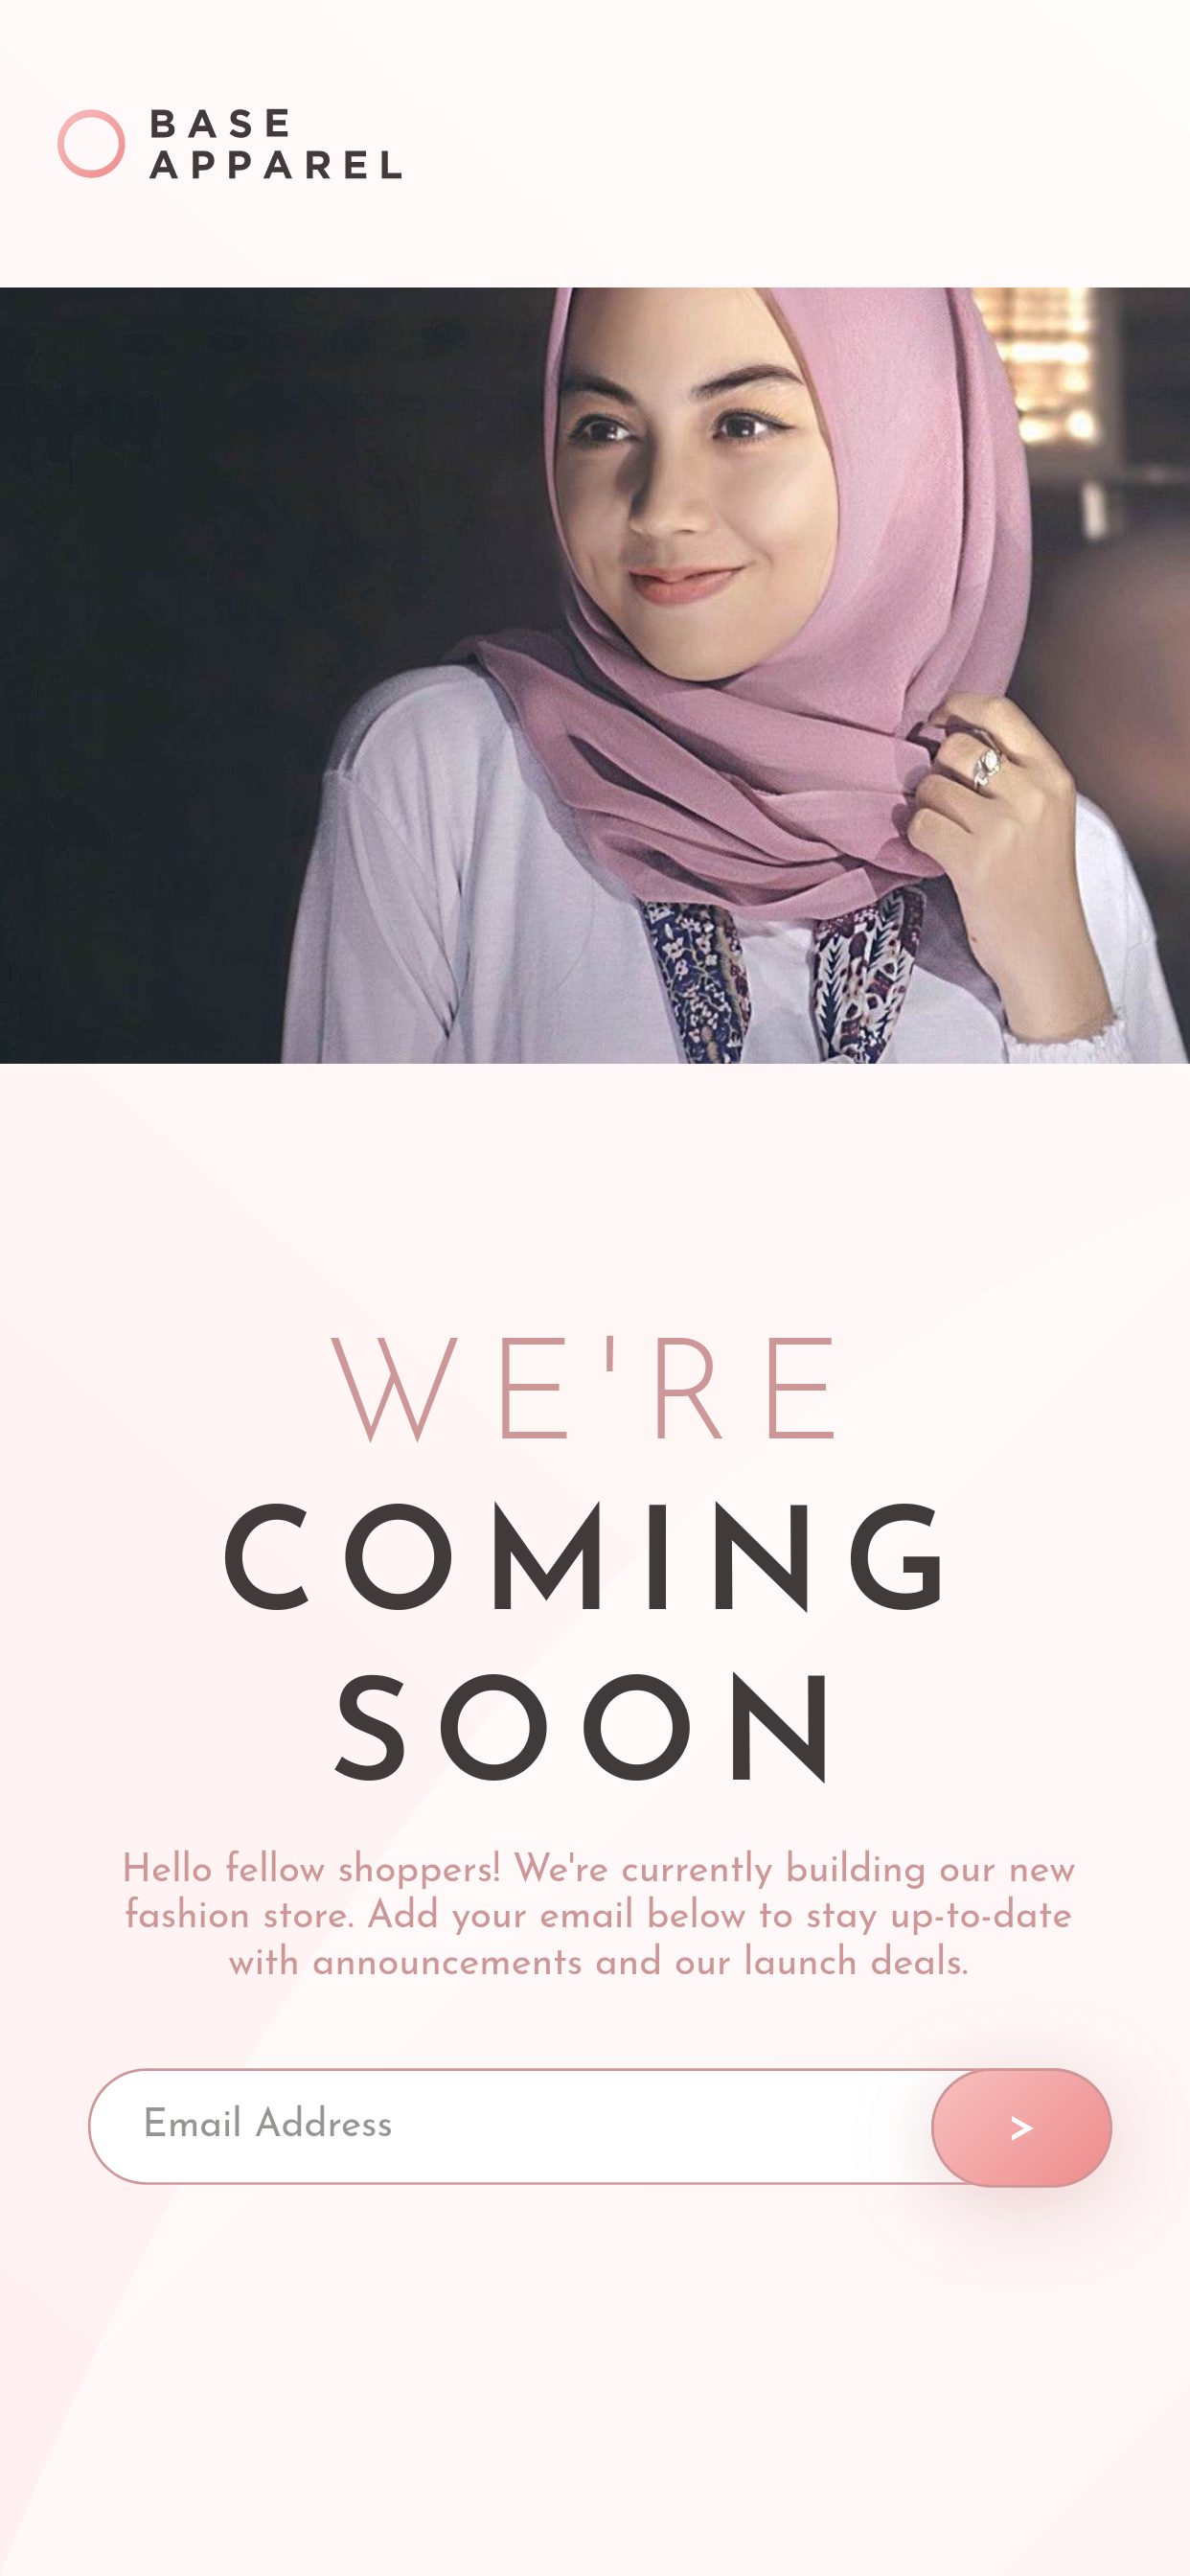 BASE
APPAREL
WE'RE
COMING
SOON
Hello fellow shoppers! We're currently building our new
fashion store. Add your email below to stay up-to-date
with announcements and our launch deals.
Email Address
>